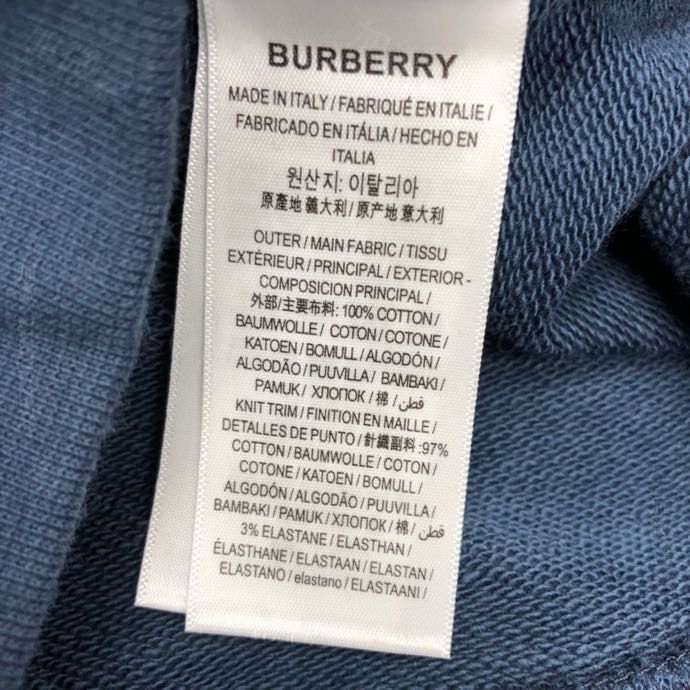 BURBERRY
MADE IN ITALY / FABRIQUÉ EN ITALIE /
FABRICADO EN ITÁLIA / HECHO EN
ITALIA
원산지: 이탈리아
原産地 義大利 / 原产地 意大利
OUTER / MAIN FABRIC / TISSU
EXTÉRIEUR / PRINCIPAL / EXTERIOR -
COMPOSICION PRINCIPAL /
外部/主要布料: 100% COTTON /
BAUMWOLLE / COTON / COTONE /
KATOEN / BOMULL / ALGODÓN /
ALGODÃO / PUUVILLA / BAMBAKI /
PAMUK / ХЛОПОК / 棉 / قطن /
KNIT TRIM / FINITION EN MAILLE /
DETALLES DE PUNTO / 針織副料: 97%
COTTON / BAUMWOLLE / COTON /
COTONE / KATOEN / BOMULL /
ALGODÓN / ALGODÃO / PUUVILLA /
BAMBAKI / PAMUK / ХЛОПОК / 棉 / قطن /
3% ELASTANE / ELASTHAN /
ÉLASTHANE / ELASTAAN / ELASTAN /
ELASTANO / elastano / ELASTAANI /